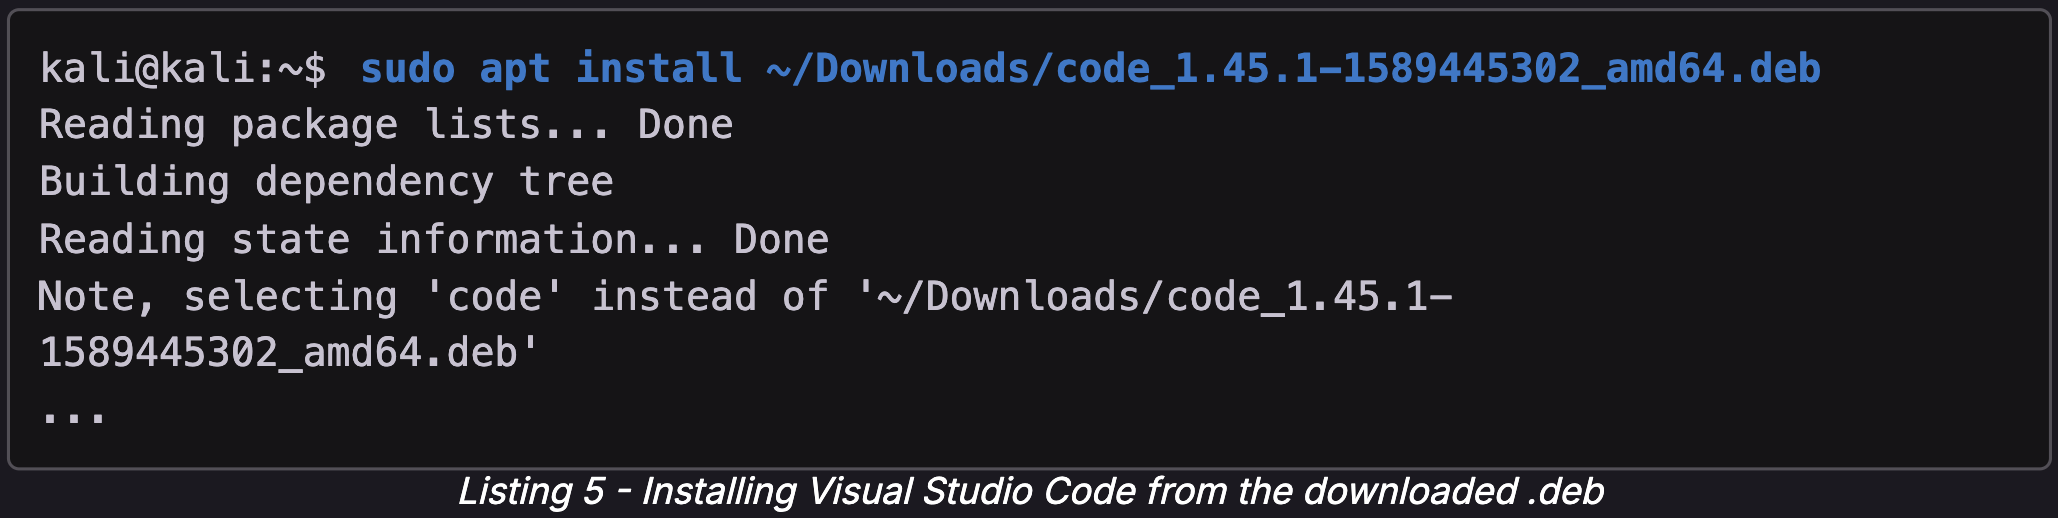 kali@kali:~$ sudo apt install ~/Downloads/code_1.45.1-1589445302_amd64.deb
Reading package lists... Done
Building dependency tree
Reading state information... Done
Note, selecting 'code' instead of '~/Downloads/code_1.45.1-
1589445302_amd64.deb'
...
Listing 5 - Installing Visual Studio Code from the downloaded .deb